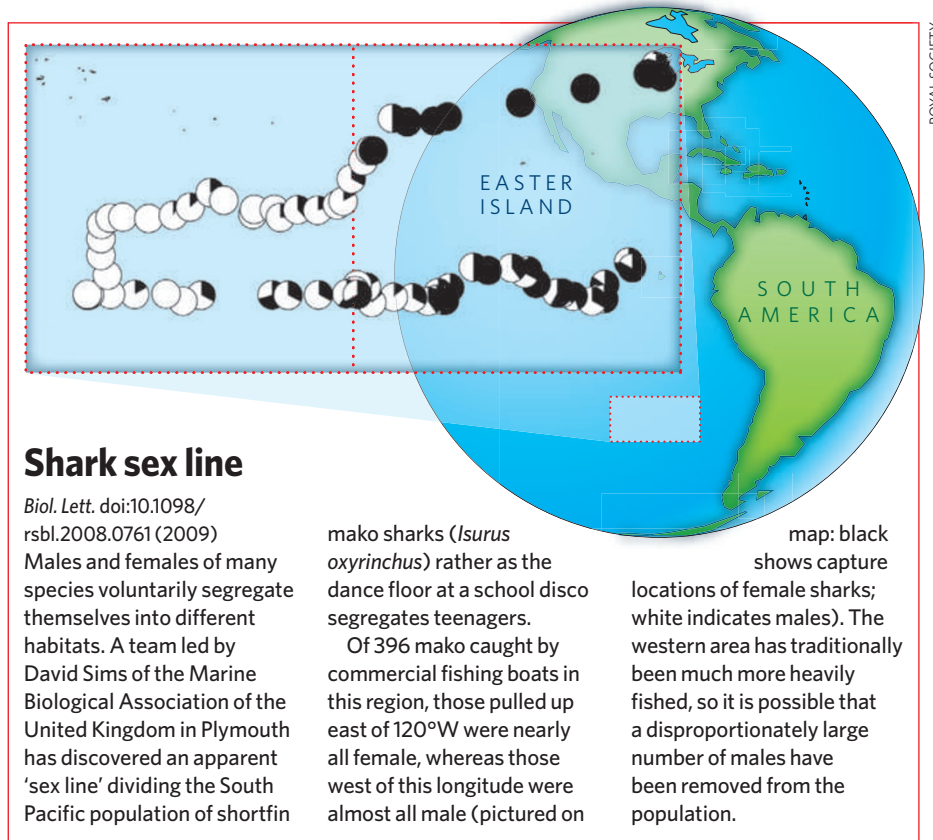 ROYAL SOCIETY
EASTER
ISLAND
SOUTH
AMERICA
Shark sex line
Biol. Lett. doi:10.1098/
rsbl.2008.0761 (2009)
Males and females of many
species voluntarily segregate
themselves into different
habitats. A team led by
David Sims of the Marine
Biological Association of the
United Kingdom in Plymouth
has discovered an apparent
‘sex line’ dividing the South
Pacific population of shortfin
mako sharks (Isurus
oxyrinchus) rather as the
dance floor at a school disco
segregates teenagers.
Of 396 mako caught by
commercial fishing boats in
this region, those pulled up
east of 120°W were nearly
all female, whereas those
west of this longitude were
almost all male (pictured on
map: black
shows capture
locations of female sharks;
white indicates males). The
western area has traditionally
been much more heavily
fished, so it is possible that
a disproportionately large
number of males have
been removed from the
population.